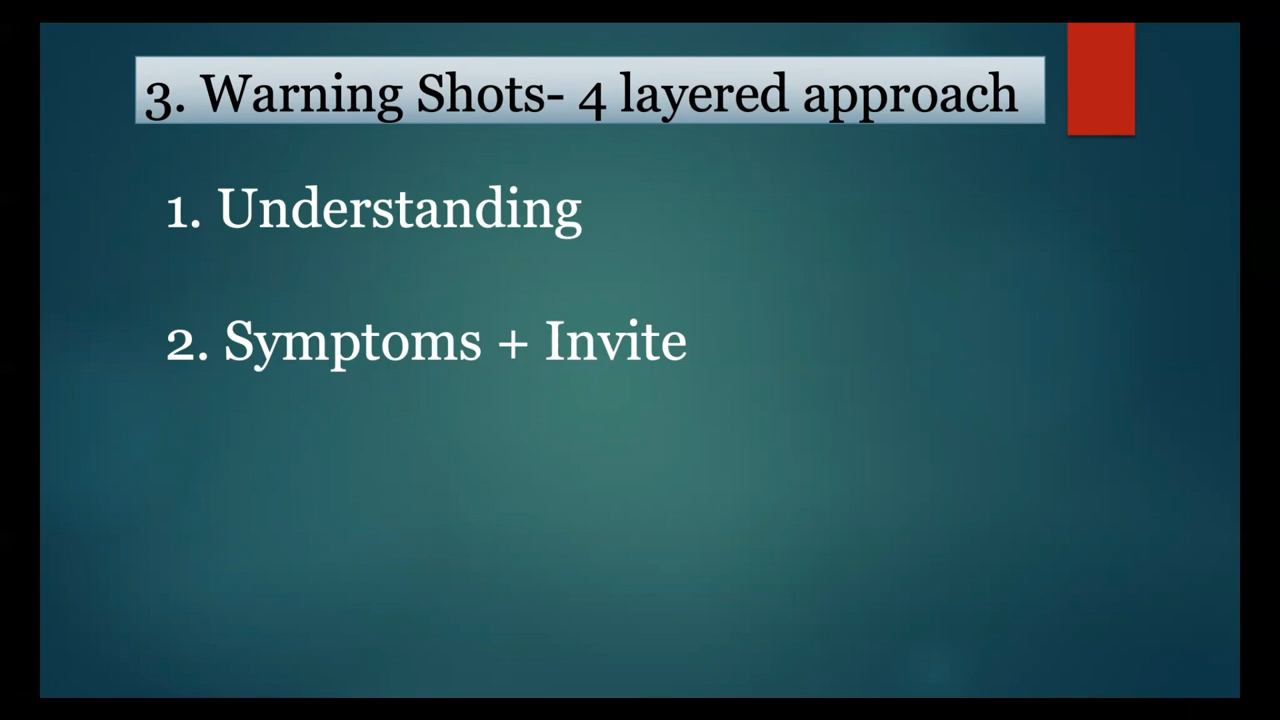 3. Warning Shots- 4 layered approach
1. Understanding
2. Symptoms + Invite